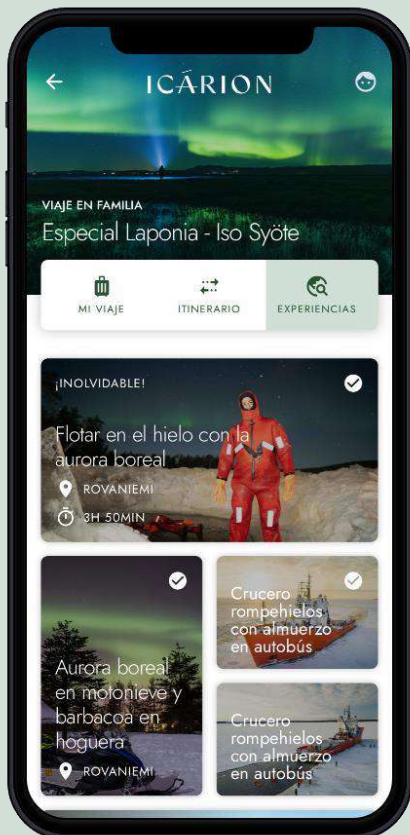 ICÁRION
VIAJE EN FAMILIA
Especial Laponia - Iso Syöte
MI VIAJE
ITINERARIO
EXPERIENCIAS
¡INOLVIDABLE!
Flotar en el hielo con la
aurora boreal
ROVANIEMI
3H 50MIN
Aurora boreal
en motonieve y
barbacoa en
hoguera
ROVANIEMI
Crucero
rompehielos
con almuerzo
en autobús
Crucero
rompehielos
con almuerzo
en autobús